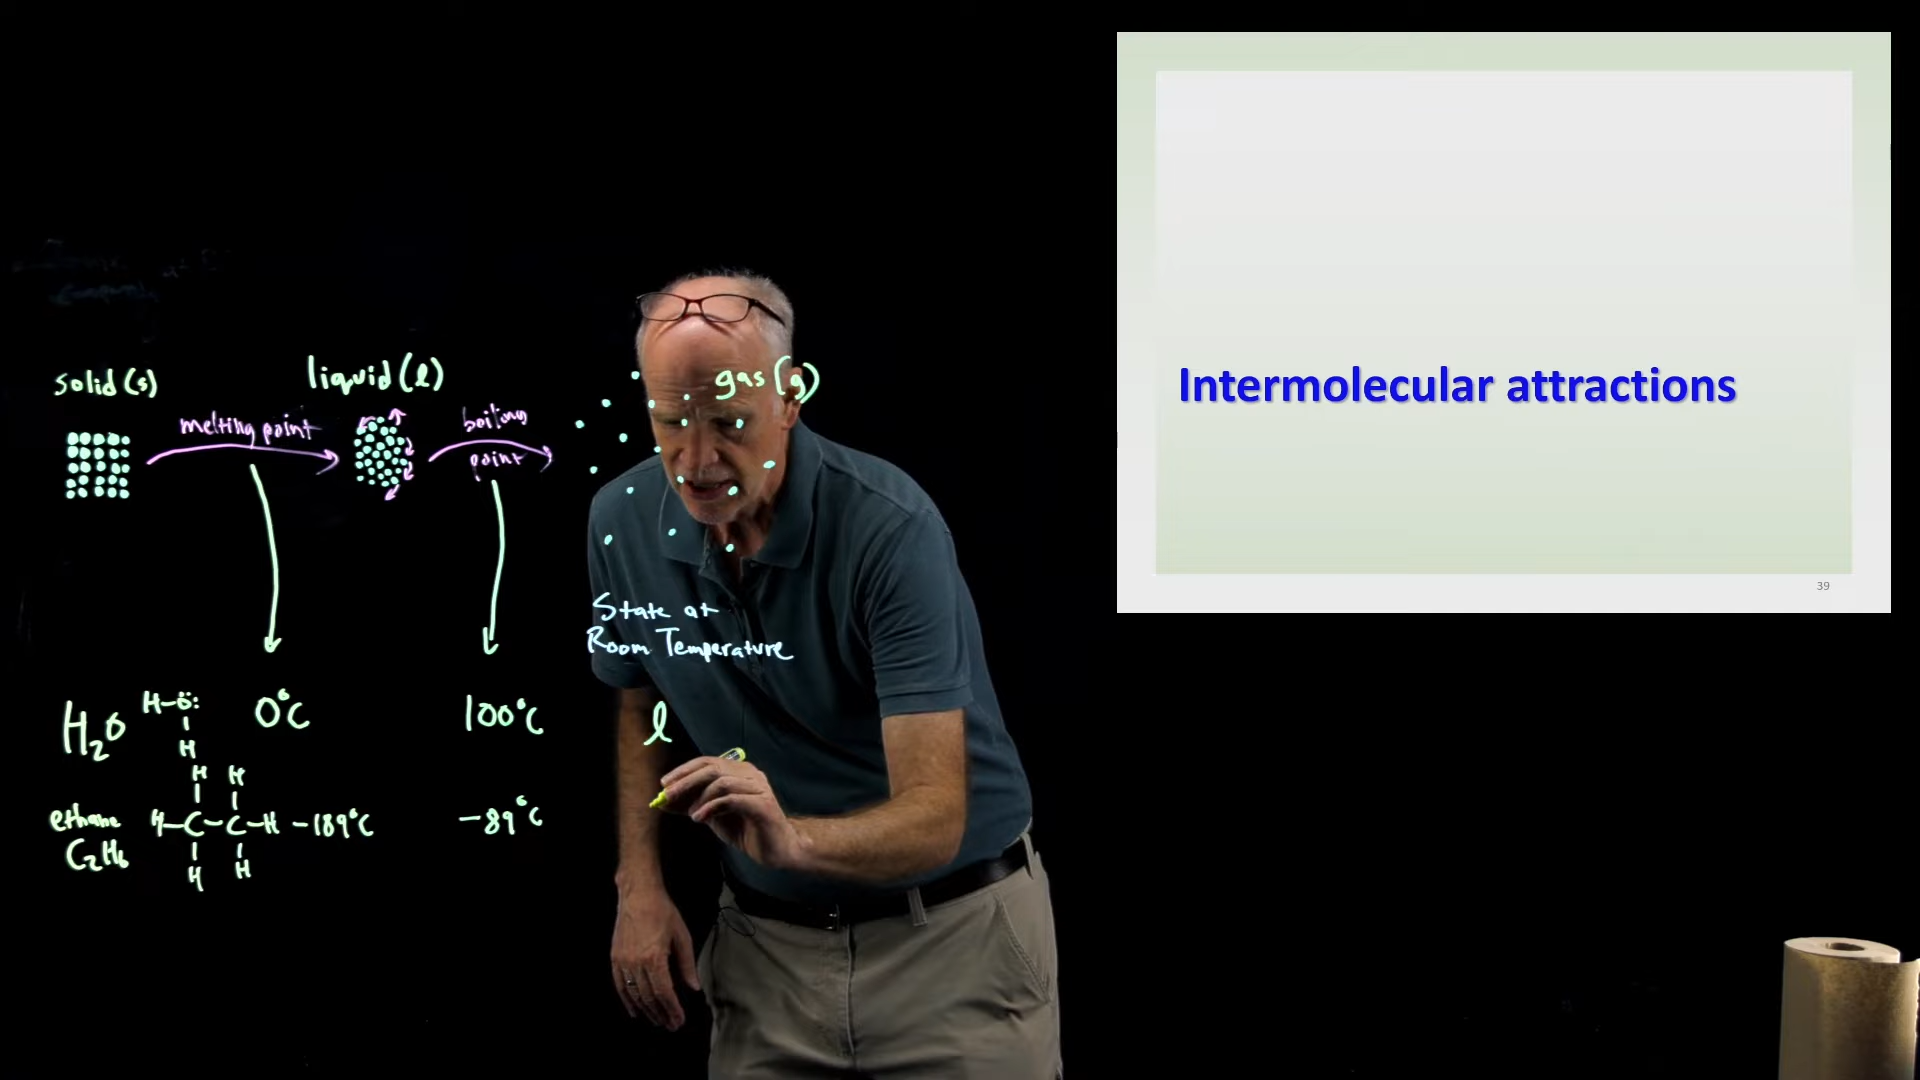 solid (s)
liquid (l)
gas (g)
melting point
boiling
point
State at
Room Temperature
H₂O
H-Ö:
H
0°C
100°C
l
H H
ethane
H-C-C-H
-189°C
-89°C
C₂H₆
H H
Intermolecular attractions
39